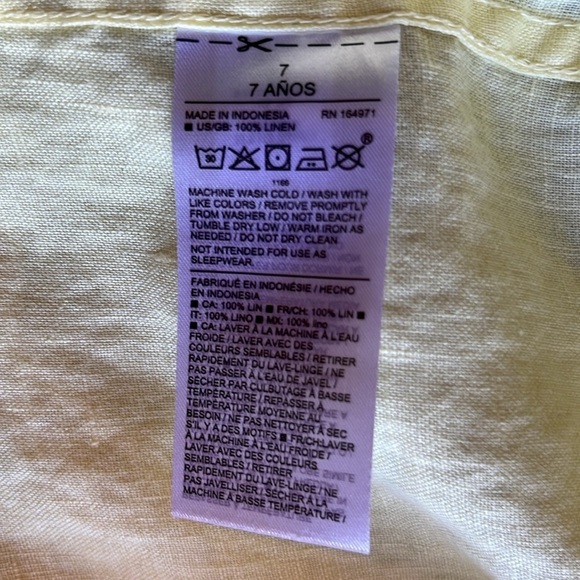 7
7 AÑOS
MADE IN INDONESIA RN 164971
■ US/GB: 100% LINEN
30
®
1166
MACHINE WASH COLD / WASH WITH
LIKE COLORS / REMOVE PROMPTLY
FROM WASHER / DO NOT BLEACH /
TUMBLE DRY LOW / WARM IRON AS
NEEDED / DO NOT DRY CLEAN
NOT INTENDED FOR USE AS
SLEEPWEAR.
FABRIQUÉ EN INDONÉSIE / HECHO
EN INDONESIA
■ CA: 100% LIN ■ FR/CH: 100% LIN ■
IT: 100% LINO ■ MX: 100% lino
■ CA: LAVER À LA MACHINE À L'EAU
FROIDE / LAVER AVEC DES
COULEURS SEMBLABLES / RETIRER
RAPIDEMENT DU LAVE-LINGE / NE
PAS PASSER À L'EAU DE JAVEL /
SÉCHER PAR CULBUTAGE À BASSE
TEMPÉRATURE / REPASSER À
TEMPÉRATURE MOYENNE AU
BESOIN / NE PAS NETTOYER À SEC
S'IL Y A DES MOTIFS ■ FR/CH:LAVER
À LA MACHINE À L'EAU FROIDE /
LAVER AVEC DES COULEURS
SEMBLABLES / RETIRER
RAPIDEMENT DU LAVE-LINGE / NE
PAS JAVELLISER / SÉCHER À LA
MACHINE À BASSE TEMPÉRATURE /